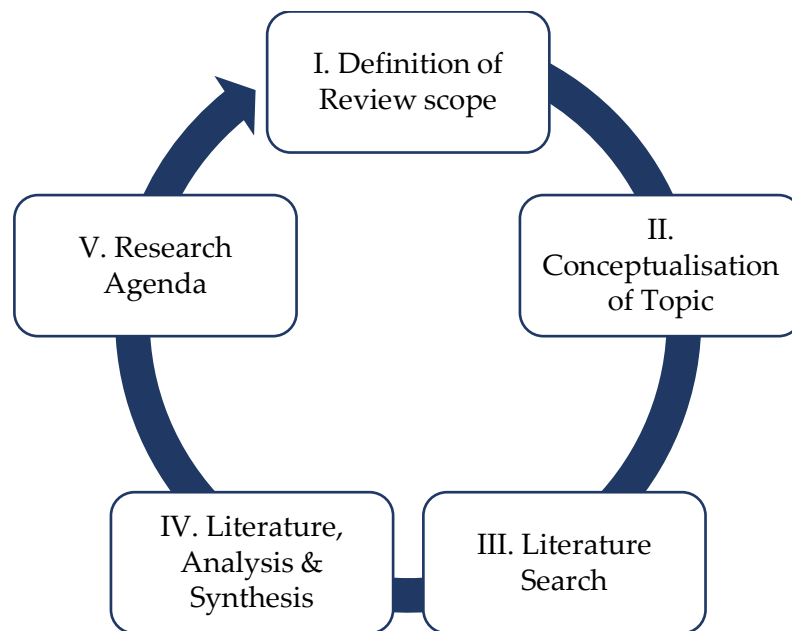 I. Definition of
Review scope
II.
Conceptualisation
of Topic
III. Literature
Search
IV. Literature,
Analysis &
Synthesis
V. Research
Agenda